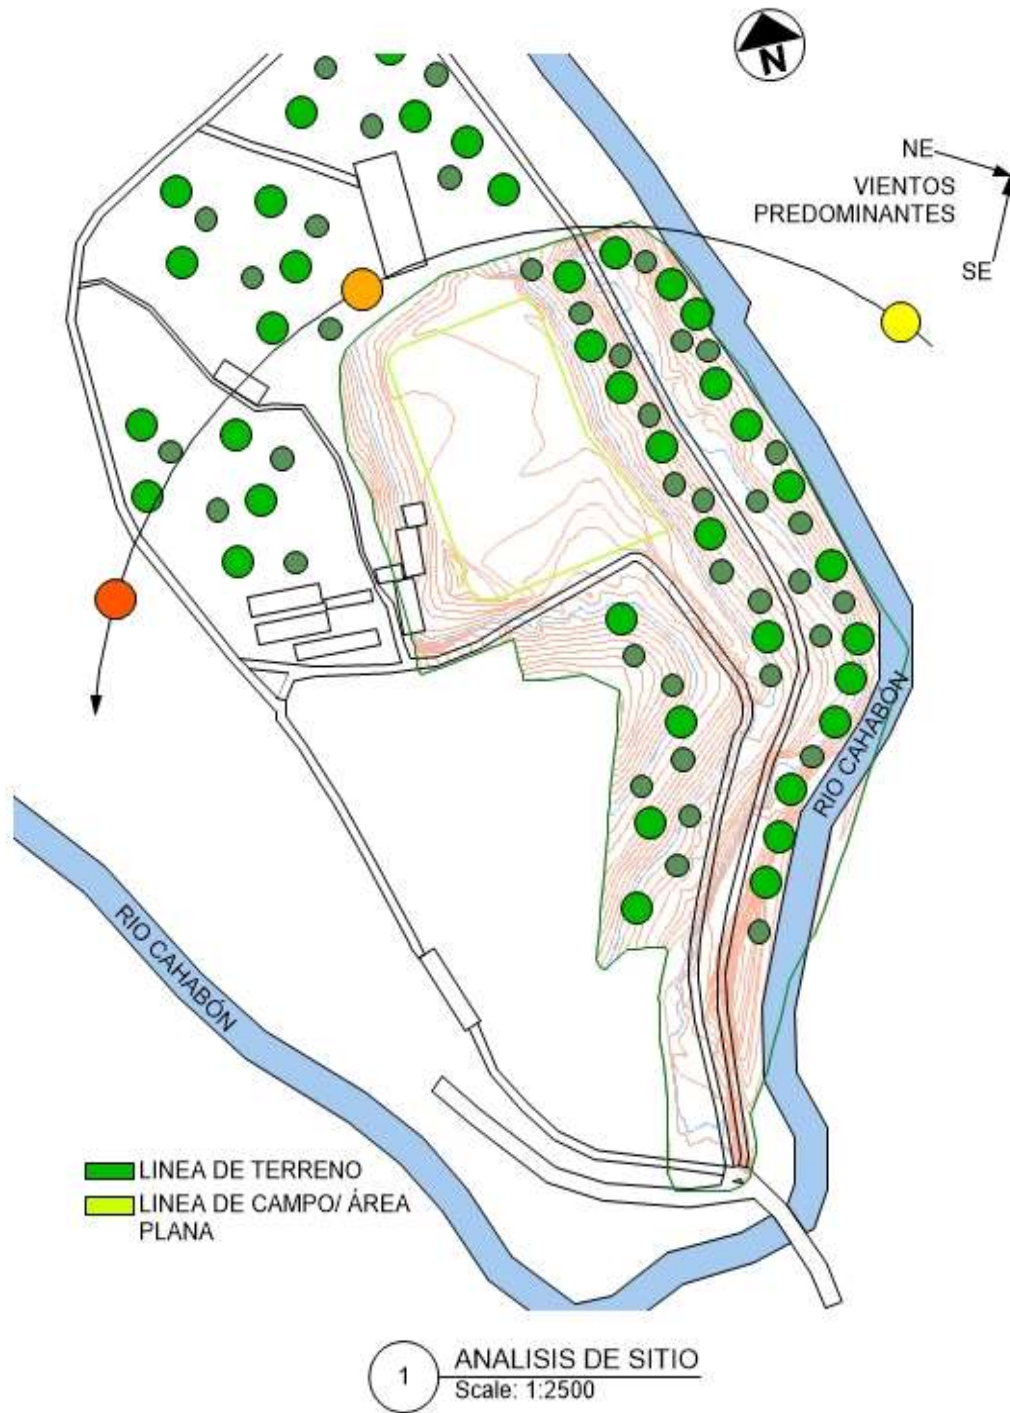 N
NE
VIENTOS
PREDOMINANTES
SE
RIO CAHABÓN
RIO CAHABÓN
LINEA DE TERRENO
LINEA DE CAMPO/ ÁREA
PLANA
1
ANALISIS DE SITIO
Scale: 1:2500